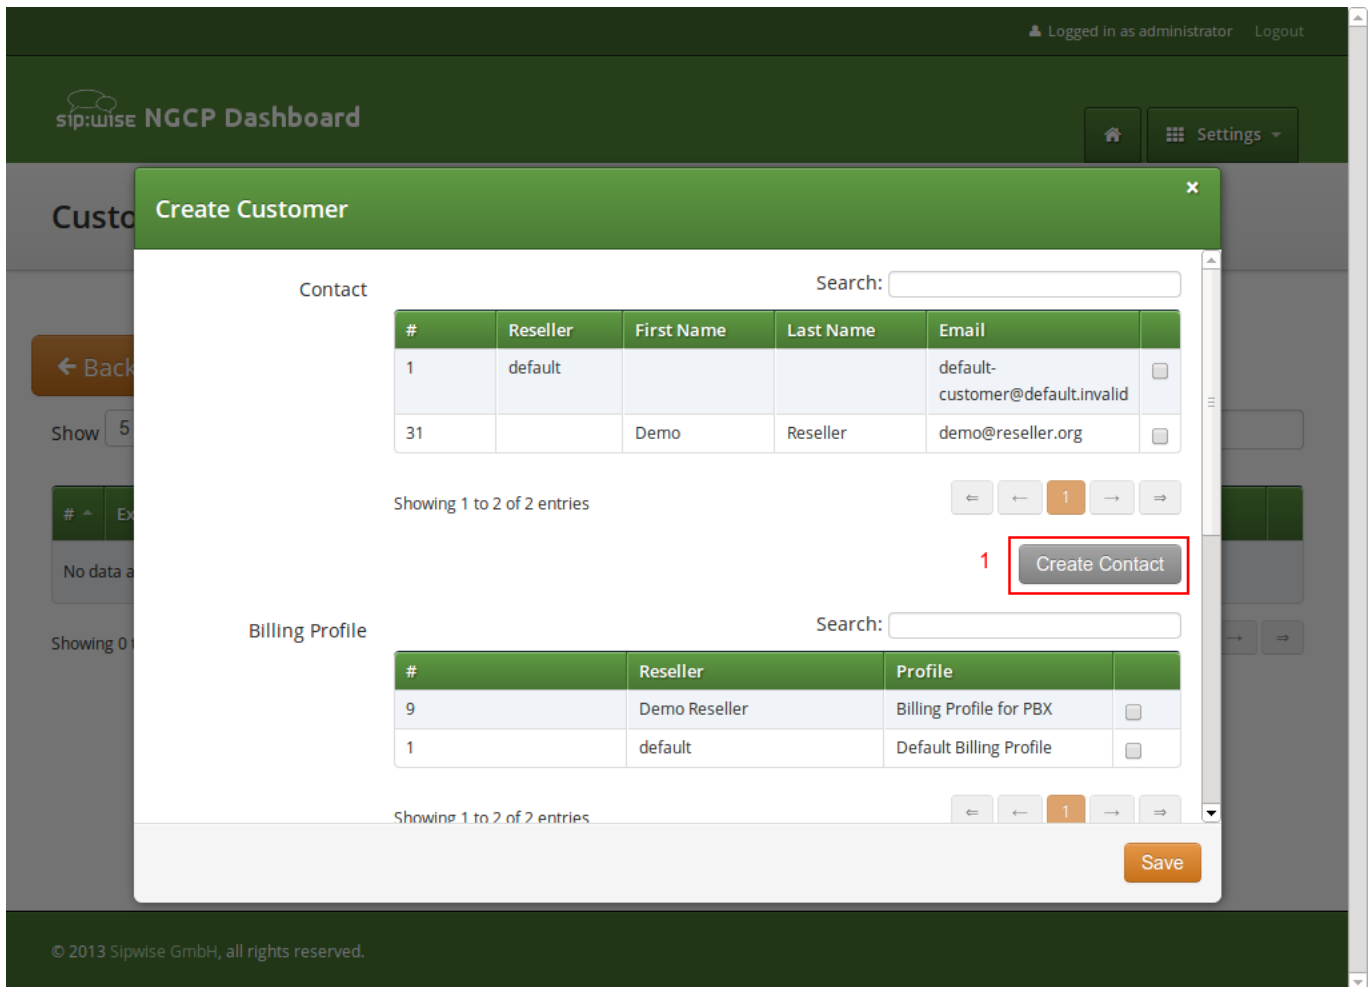 Logged in as administrator Logout
sip:wise NGCP Dashboard
Settings
Custo
Create Customer ×
Contact
Search:
# Reseller First Name Last Name Email
1 default default-
customer@default.invalid
31 Demo Reseller demo@reseller.org
Showing 1 to 2 of 2 entries
⇐ ← 1 → ⇒
1 Create Contact
Billing Profile
Search:
# Reseller Profile
9 Demo Reseller Billing Profile for PBX
1 default Default Billing Profile
Showing 1 to 2 of 2 entries
⇐ ← 1 → ⇒
Save
← Back
Show 5
# Ex
No data a
Showing 0 t
→ ⇒
© 2013 Sipwise GmbH, all rights reserved.